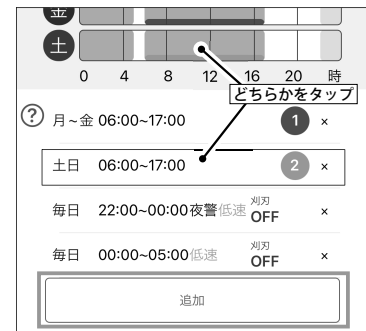 金
土
0 4 8 12 16 20 時
どちらかをタップ
? 月~金 06:00~17:00 1 ×
土日 06:00~17:00 2 ×
毎日 22:00~00:00夜警低速 刈刃 OFF ×
毎日 00:00~05:00低速 刈刃 OFF ×
追加